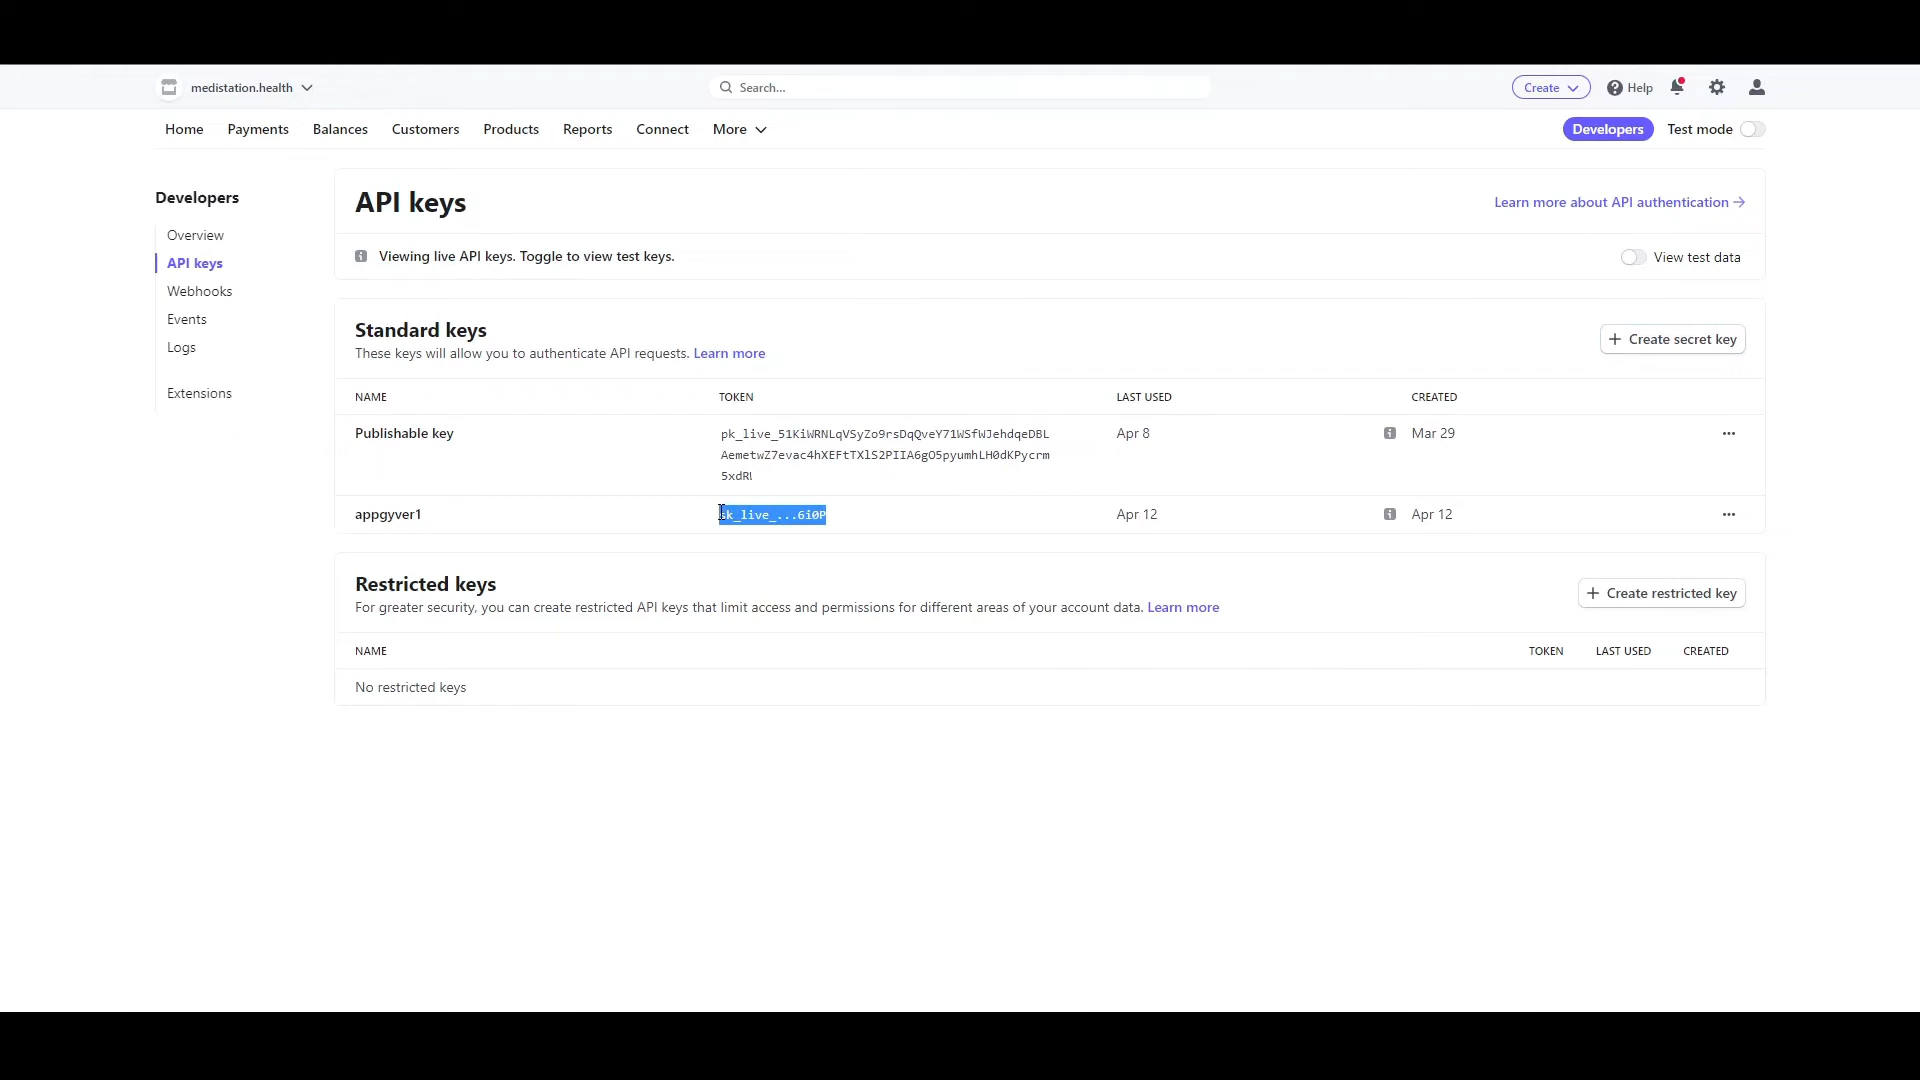 medistation.health
Search...
Create
Help
Home Payments Balances Customers Products Reports Connect More
Developers Test mode
Developers
Overview
API keys
Webhooks
Events
Logs
Extensions
API keys
Learn more about API authentication
Viewing live API keys. Toggle to view test keys.
View test data
Standard keys
These keys will allow you to authenticate API requests. Learn more
Create secret key
NAME TOKEN LAST USED CREATED
Publishable key
pk_live_51KiWRNLqVSyZo9rsDqQveY71WSfWJehdqeDBL
AemetwZ7evac4hXEFtTXlS2PIIA6gO5pyumhLH0dKPycrm
Apr 8 Mar 29
appgyver1 sk_live_...6i0P Apr 12 Apr 12
Restricted keys
For greater security, you can create restricted API keys that limit access and permissions for different areas of your account data. Learn more
Create restricted key
NAME TOKEN LAST USED CREATED
No restricted keys